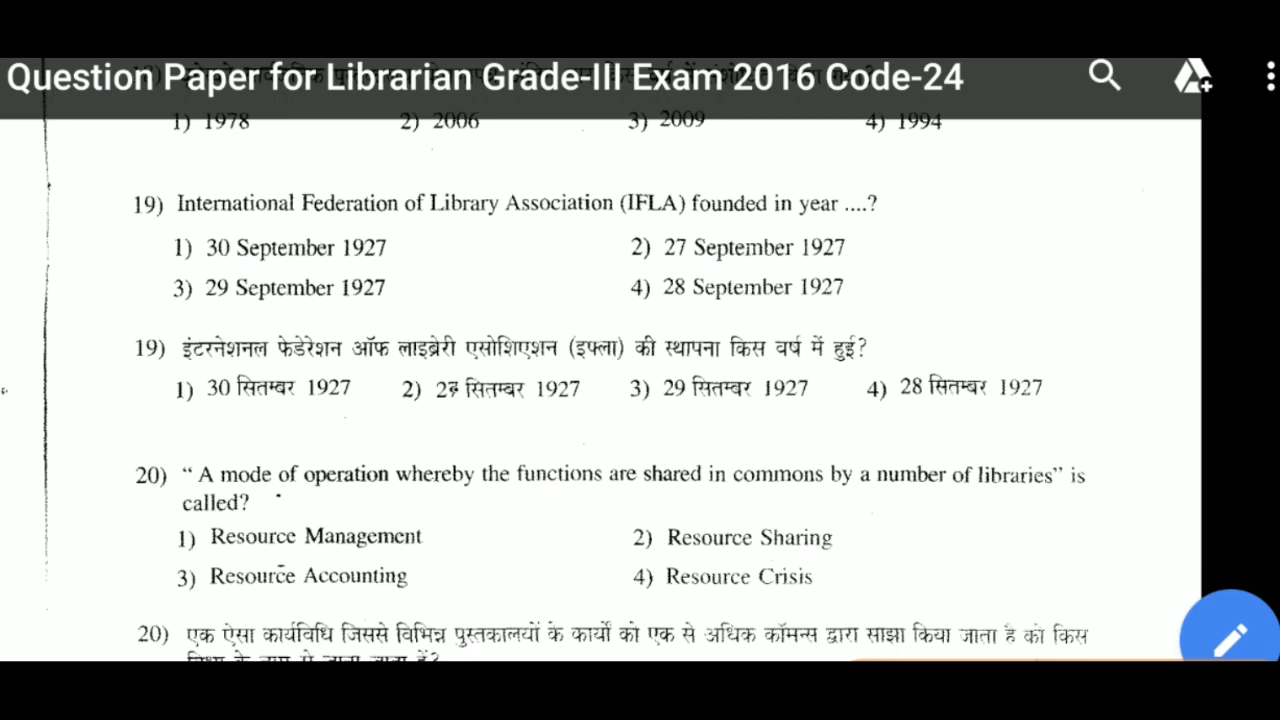 Question Paper for Librarian Grade-III Exam 2016 Code-24
1) 1978 2) 2006 3) 2009 4) 1994
19) International Federation of Library Association (IFLA) founded in year ....?
1) 30 September 1927 2) 27 September 1927
3) 29 September 1927 4) 28 September 1927
19) इंटरनेशनल फेडेरेशन ऑफ लाइब्रेरी एसोशिएशन (इफ्ला) की स्थापना किस वर्ष में हुई?
1) 30 सितम्बर 1927 2) 27 सितम्बर 1927 3) 29 सितम्बर 1927 4) 28 सितम्बर 1927
20) “ A mode of operation whereby the functions are shared in commons by a number of libraries” is
called?
1) Resource Management 2) Resource Sharing
3) Resource Accounting 4) Resource Crisis
20) एक ऐसा कार्यविधि जिससे विभिन्न पुस्तकालयों के कार्यों को एक से अधिक कॉमन्स द्वारा साझा किया जाता है को किस